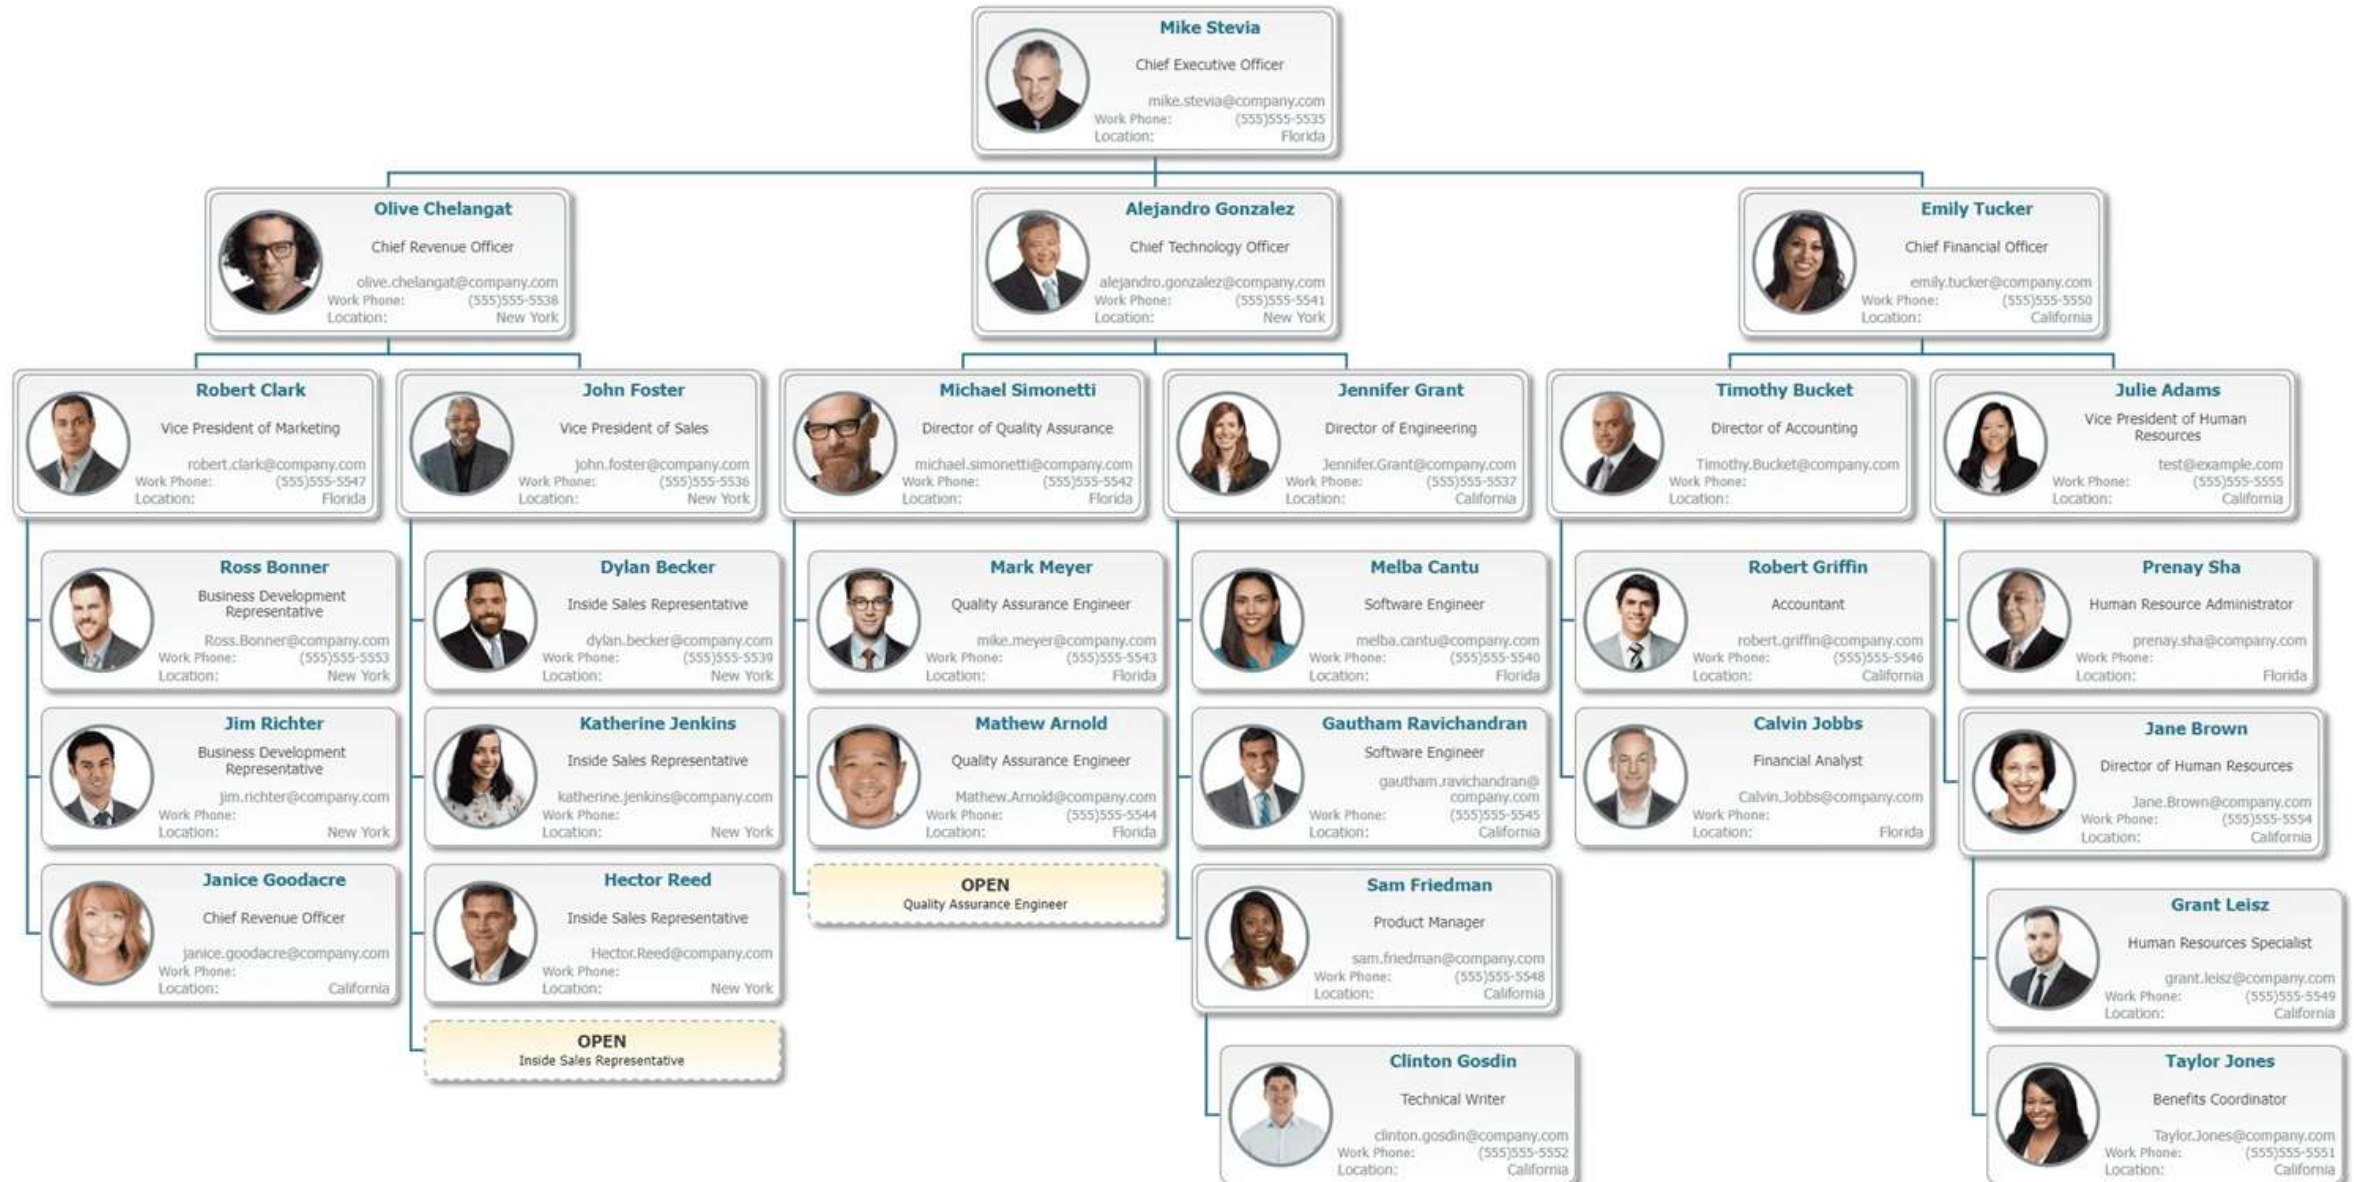 Mike Stevia
Chief Executive Officer
mike.stevia@company.com
Work Phone: (555)555-5535
Location: Florida
Olive Chelangat
Chief Revenue Officer
olive.chelangat@company.com
Work Phone: (555)555-5538
Location: New York
Alejandro Gonzalez
Chief Technology Officer
alejandro.gonzalez@company.com
Work Phone: (555)555-5541
Location: New York
Emily Tucker
Chief Financial Officer
emily.tucker@company.com
Work Phone: (555)555-5550
Location: California
Robert Clark
Vice President of Marketing
robert.clark@company.com
Work Phone: (555)555-5547
Location: Florida
John Foster
Vice President of Sales
john.foster@company.com
Work Phone: (555)555-5536
Location: New York
Michael Simonetti
Director of Quality Assurance
michael.simonetti@company.com
Work Phone: (555)555-5542
Location: Florida
Jennifer Grant
Director of Engineering
Jennifer.Grant@company.com
Work Phone: (555)555-5537
Location: California
Timothy Bucket
Director of Accounting
Timothy.Bucket@company.com
Work Phone:
Location:
Julie Adams
Vice President of Human
Resources
test@example.com
Work Phone: (555)555-5555
Location: California
Ross Bonner
Business Development
Representative
Ross.Bonner@company.com
Work Phone: (555)555-5553
Location: New York
Jim Richter
Business Development
Representative
jim.richter@company.com
Work Phone:
Location: New York
Janice Goodacre
Chief Revenue Officer
janice.goodacre@company.com
Work Phone:
Location: California
Dylan Becker
Inside Sales Representative
dylan.becker@company.com
Work Phone: (555)555-5539
Location: New York
Katherine Jenkins
Inside Sales Representative
katherine.jenkins@company.com
Work Phone:
Location: New York
Hector Reed
Inside Sales Representative
Hector.Reed@company.com
Work Phone:
Location: New York
OPEN
Inside Sales Representative
Mark Meyer
Quality Assurance Engineer
mike.meyer@company.com
Work Phone: (555)555-5543
Location: Florida
Mathew Arnold
Quality Assurance Engineer
Mathew.Arnold@company.com
Work Phone: (555)555-5544
Location: Florida
OPEN
Quality Assurance Engineer
Melba Cantu
Software Engineer
melba.cantu@company.com
Work Phone: (555)555-5540
Location: Florida
Gautham Ravichandran
Software Engineer
gautham.ravichandran@
company.com
Work Phone: (555)555-5545
Location: California
Sam Friedman
Product Manager
sam.friedman@company.com
Work Phone: (555)555-5548
Location: California
Clinton Gosdin
Technical Writer
clinton.gosdin@company.com
Work Phone: (555)555-5552
Location: California
Robert Griffin
Accountant
robert.griffin@company.com
Work Phone: (555)555-5546
Location: California
Calvin Jobbs
Financial Analyst
Calvin.Jobbs@company.com
Work Phone:
Location: Florida
Prenay Sha
Human Resource Administrator
prenay.sha@company.com
Work Phone:
Location: Florida
Jane Brown
Director of Human Resources
Jane.Brown@company.com
Work Phone: (555)555-5554
Location: California
Grant Leisz
Human Resources Specialist
grant.leisz@company.com
Work Phone: (555)555-5549
Location: California
Taylor Jones
Benefits Coordinator
Taylor.Jones@company.com
Work Phone: (555)555-5551
Location: California